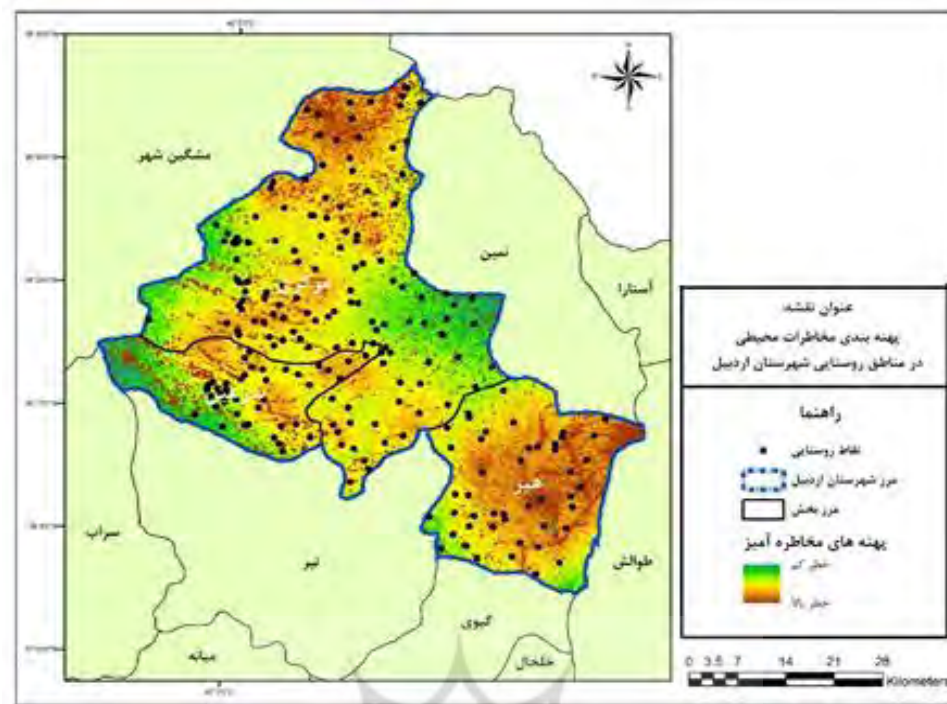 مشگین شهر
نمین
آستارا
مرکزی
هیر
سراب
نیر
طوالش
گیوی
میانه
خلخال
عنوان نقشه:
پهنه بندی مخاطرات محیطی
در مناطق روستایی شهرستان اردبیل
راهنما
نقاط روستایی
مرز شهرستان اردبیل
مرز بخش
پهنه های مخاطره آمیز
خطر کم
خطر بالا
0 3.5 7 14 21 28
Kilometers